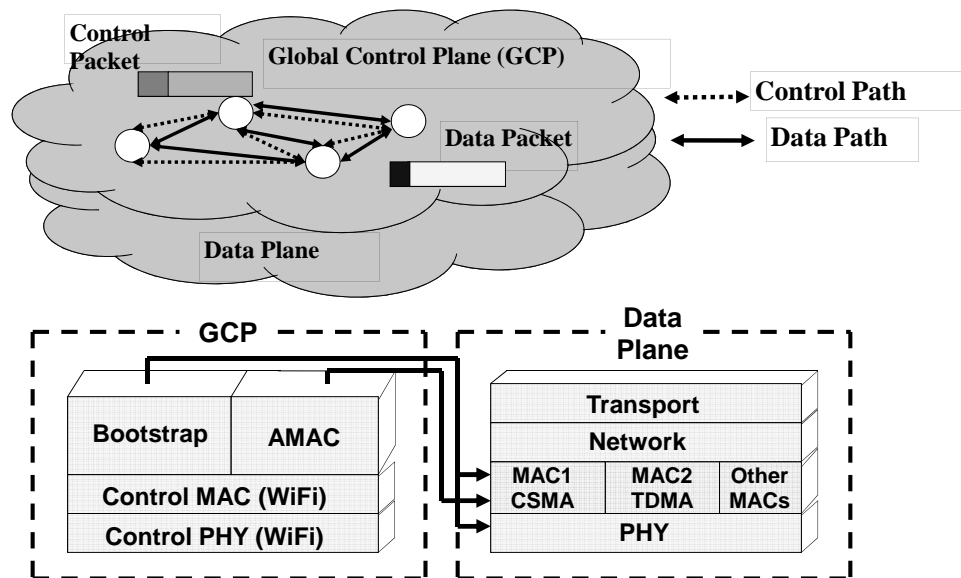 Control
Packet
Global Control Plane (GCP)
Control Path
Data Packet
Data Path
Data Plane
GCP
Data
Plane
Bootstrap
AMAC
Control MAC (WiFi)
Control PHY (WiFi)
Transport
Network
MAC1
CSMA
MAC2
TDMA
Other
MACs
PHY